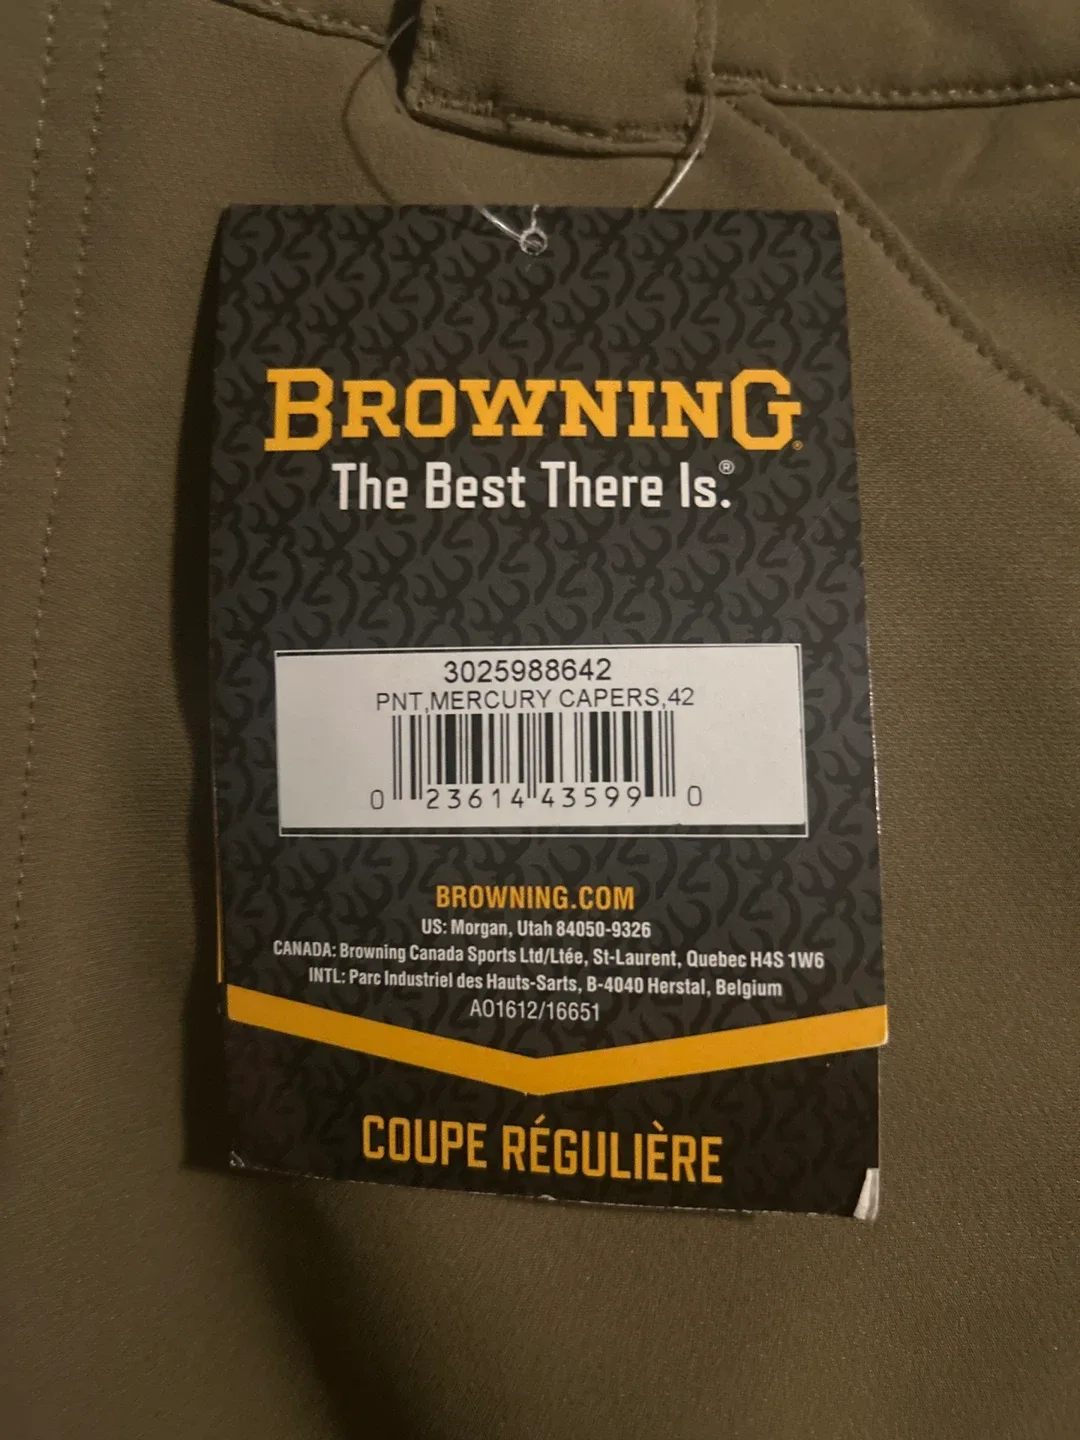 BROWNING®
The Best There Is.®
3025988642
PNT,MERCURY CAPERS,42
0 23614 43599 0
BROWNING.COM
US: Morgan, Utah 84050-9326
CANADA: Browning Canada Sports Ltd/Ltée, St-Laurent, Quebec H4S 1W6
INTL: Parc Industriel des Hauts-Sarts, B-4040 Herstal, Belgium
AO1612/16651
COUPE RÉGULIÈRE